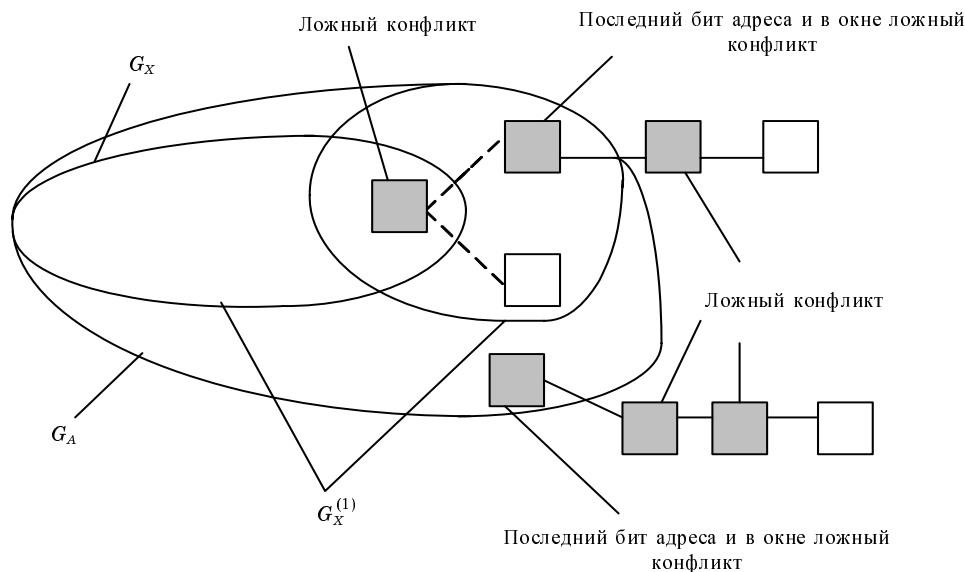 Ложный конфликт
Последний бит адреса и в окне ложный
конфликт
G_X
Ложный конфликт
G_A
G_X^(1)
Последний бит адреса и в окне ложный
конфликт